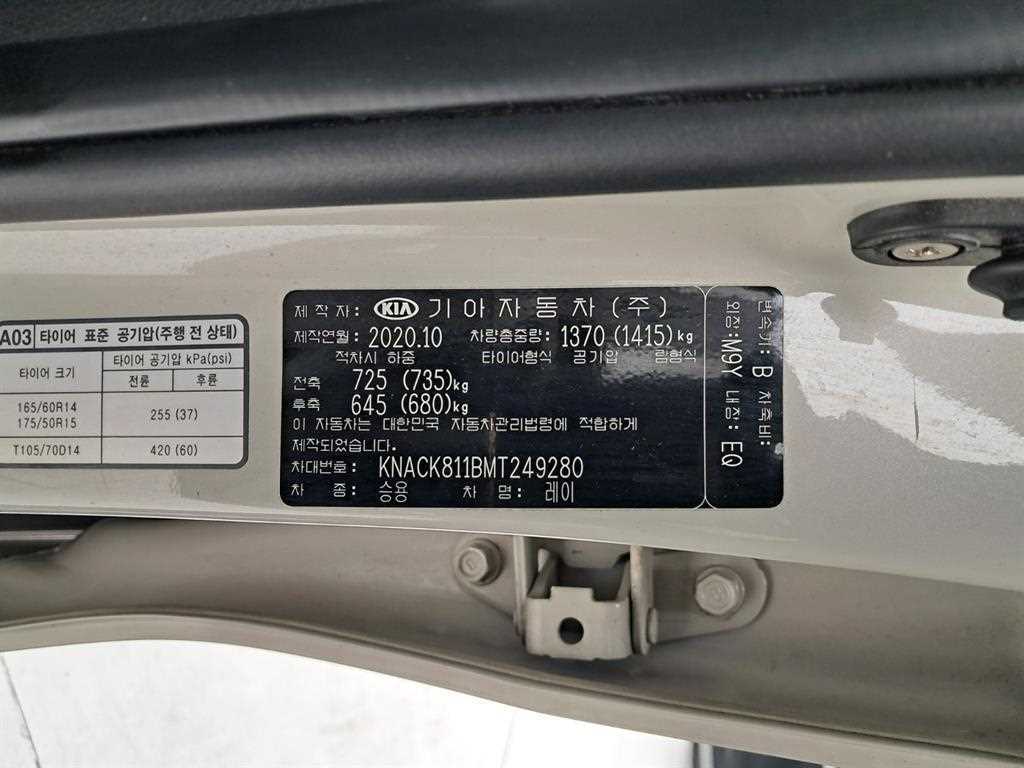 A03 타이어 표준 공기압(주행 전 상태)
타이어 크기 타이어 공기압 kPa(psi)
전륜 후륜
165/60R14
175/50R15
255 (37)
T105/70D14 420 (60)
제 작 자: KIA 기아자동차(주)
제작연월: 2020.10 차량총중량: 1370 (1415)kg
적차시 하중 타이어형식 공기압 림형식
전축 725 (735)kg
후축 645 (680)kg
이 자동차는 대한민국 자동차관리법령에 적합하게
제작되었습니다.
차대번호: KNACK811BMT249280
차 종: 승용 차 명: 레이
변속기: B 차축비:
외장: M9Y 내장: EQ